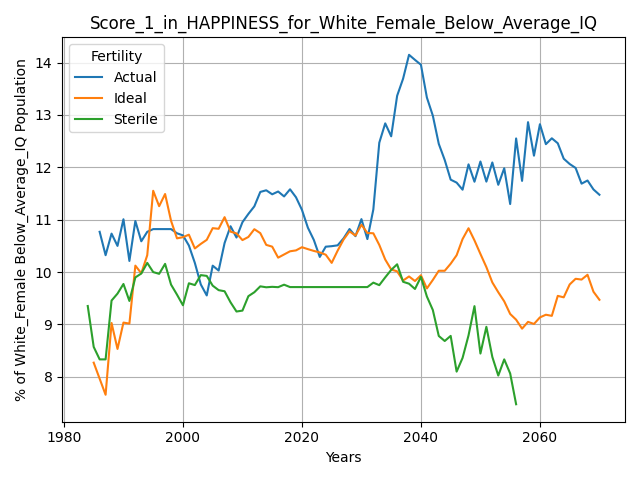 Score_1_in_HAPPINESS_for_White_Female_Below_Average_IQ
Fertility
Actual
Ideal
Sterile
% of White_Female Below_Average_IQ Population
14
13
12
11
10
9
8
1980
2000
2020
2040
2060
Years